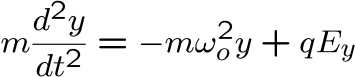 m\frac{d^2y}{dt^2} = -m\omega_o^2 y + qE_y